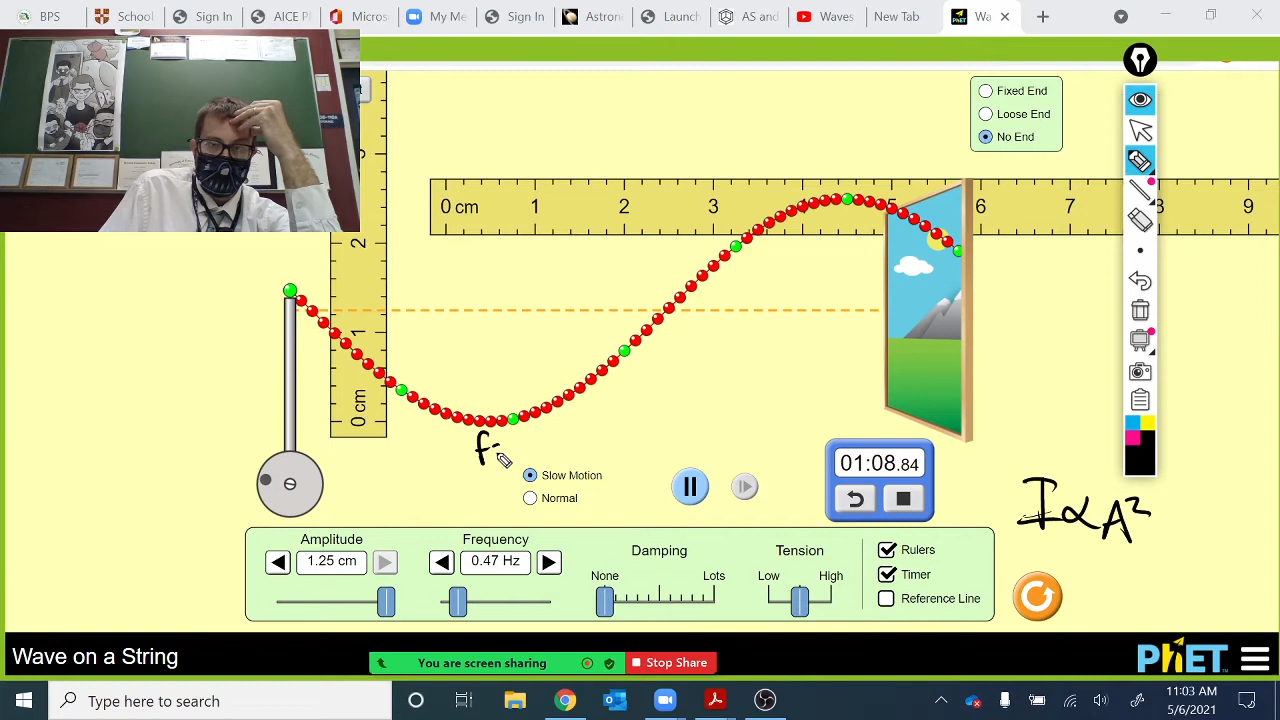 BPS
Schoo
Sign In
AICE Pl
Micros
My Me
Sign In
Astron
Launc
AS and
Waves
New Tab
Wa
Fixed End
Loose End
No End
0 cm 1 2 3 4 5 6 7 8 9
2
1
0 cm
f=
01:08.84
Slow Motion
Normal
I∝A²
Amplitude
1.25 cm
Frequency
0.47 Hz
Damping
None
Lots
Tension
Low
High
Rulers
Timer
Reference Line
Wave on a String
You are screen sharing
Stop Share
PhET
Type here to search
11:03 AM
5/6/2021